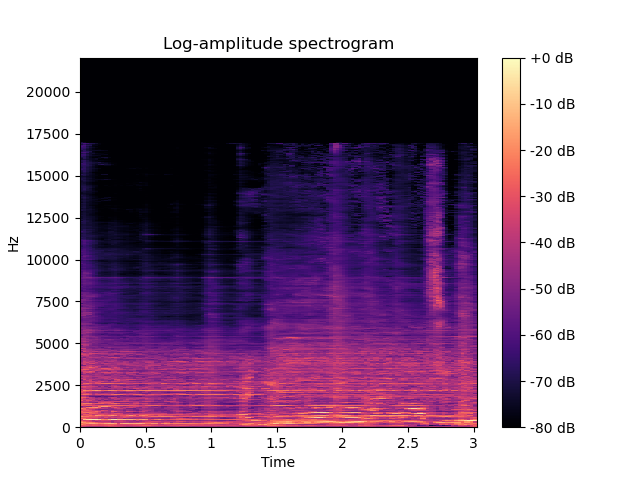 Log-amplitude spectrogram
Hz
20000
17500
15000
12500
10000
7500
5000
2500
0
0 0.5 1 1.5 2 2.5 3
Time
+0 dB
-10 dB
-20 dB
-30 dB
-40 dB
-50 dB
-60 dB
-70 dB
-80 dB